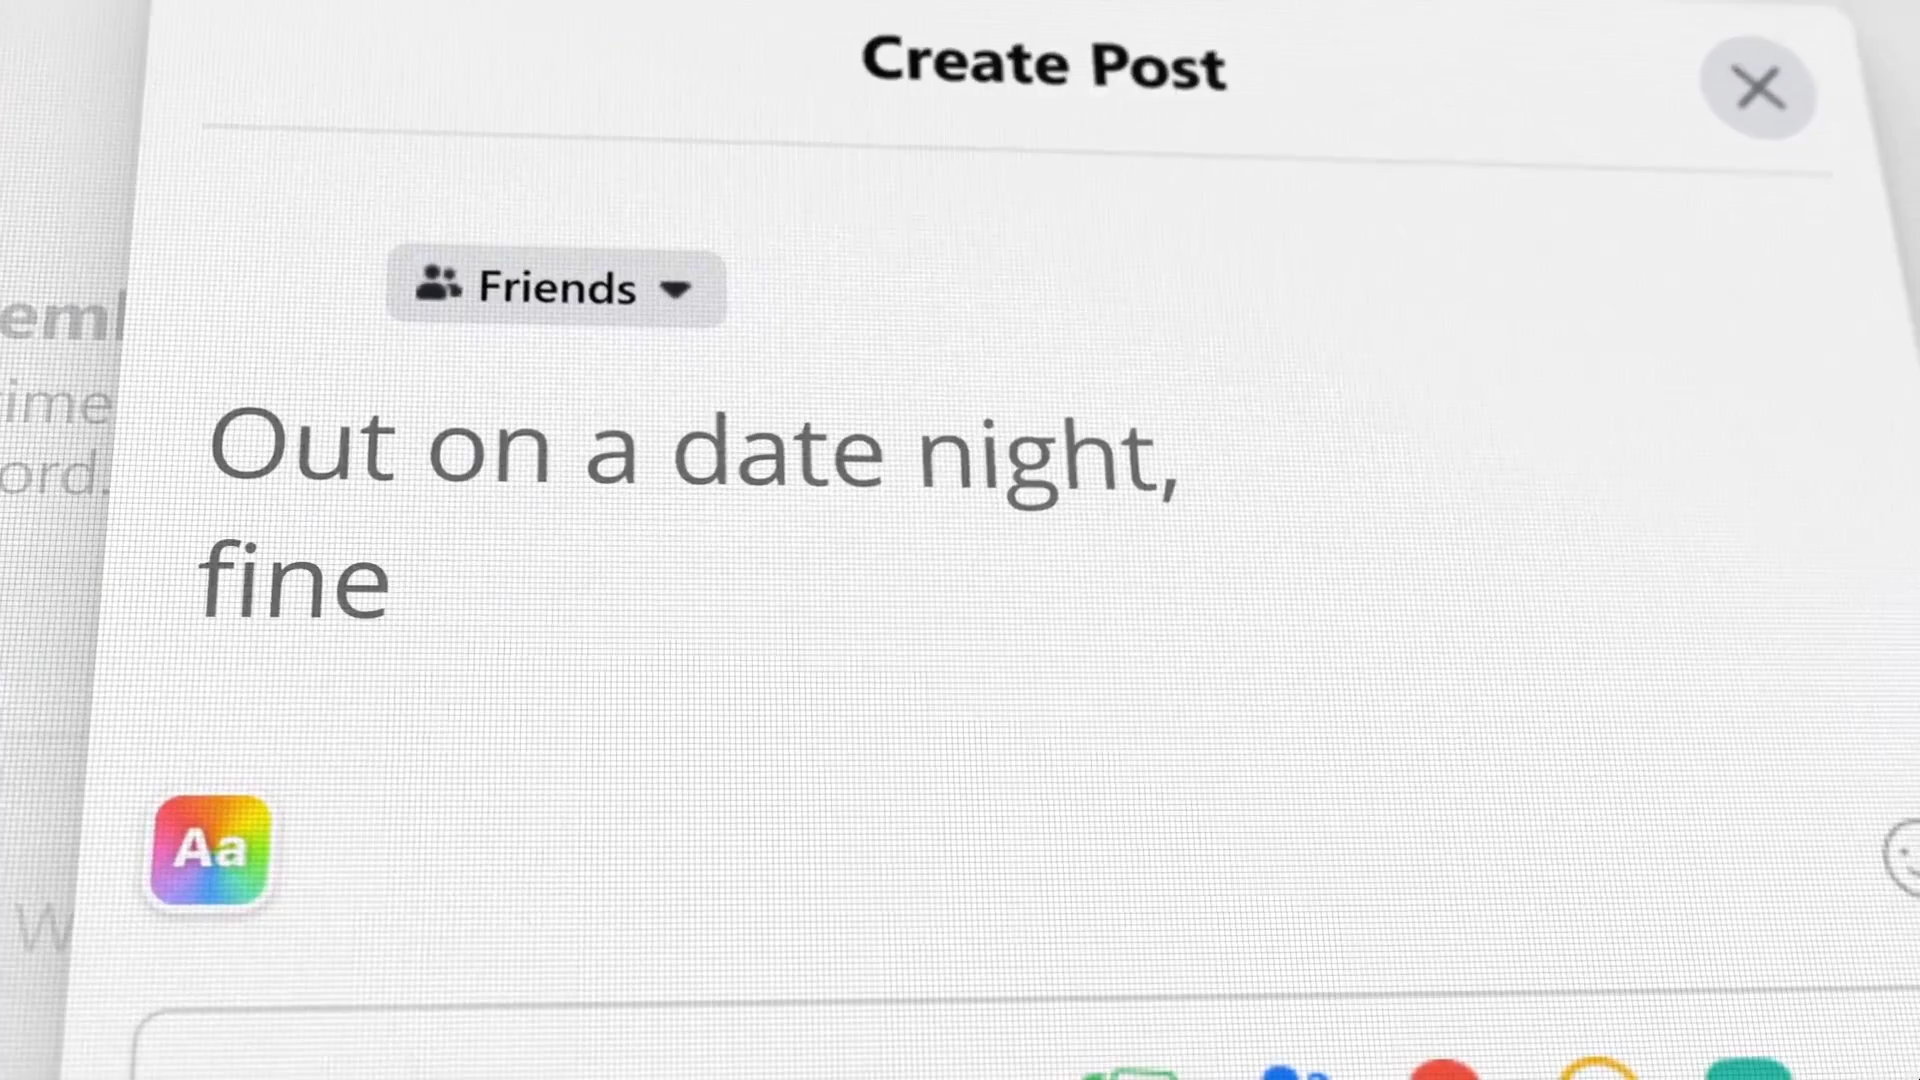 Create Post
Friends
Out on a date night,
fine
Aa